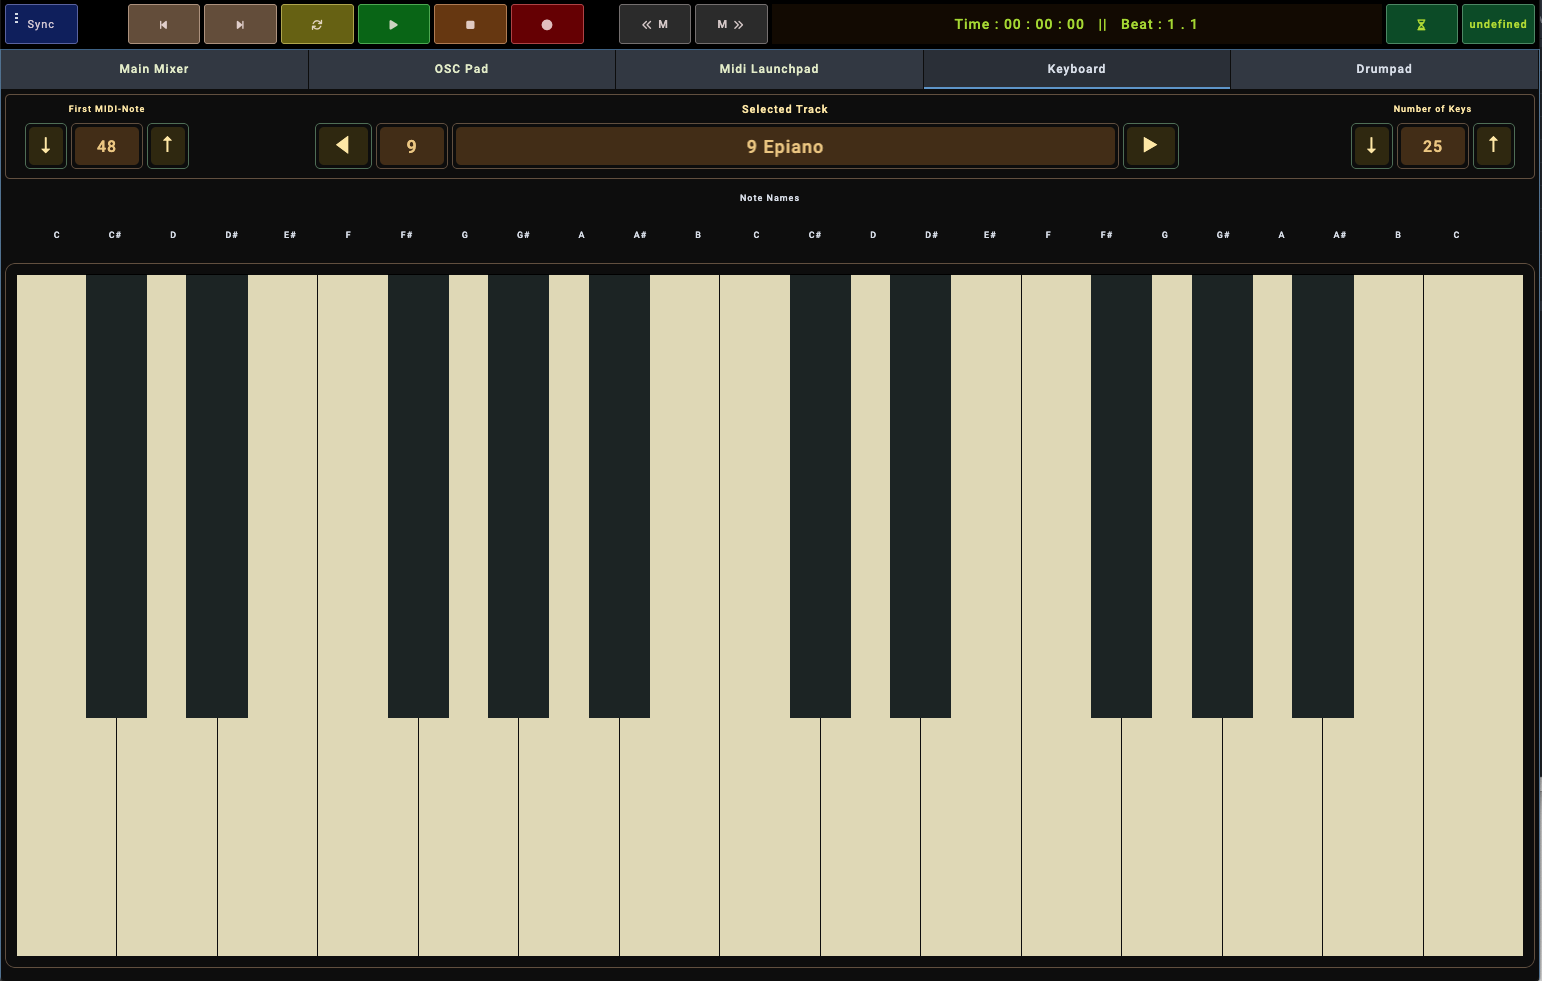 Sync
« M
M »
Time : 00 : 00 : 00 || Beat : 1 . 1
undefined
Main Mixer
OSC Pad
Midi Launchpad
Keyboard
Drumpad
First MIDI-Note
Selected Track
Number of Keys
↓ 48 ↑
◀ 9 9 Epiano ▶
↓ 25 ↑
Note Names
C C# D D# E# F F# G G# A A# B C C# D D# E# F F# G G# A A# B C